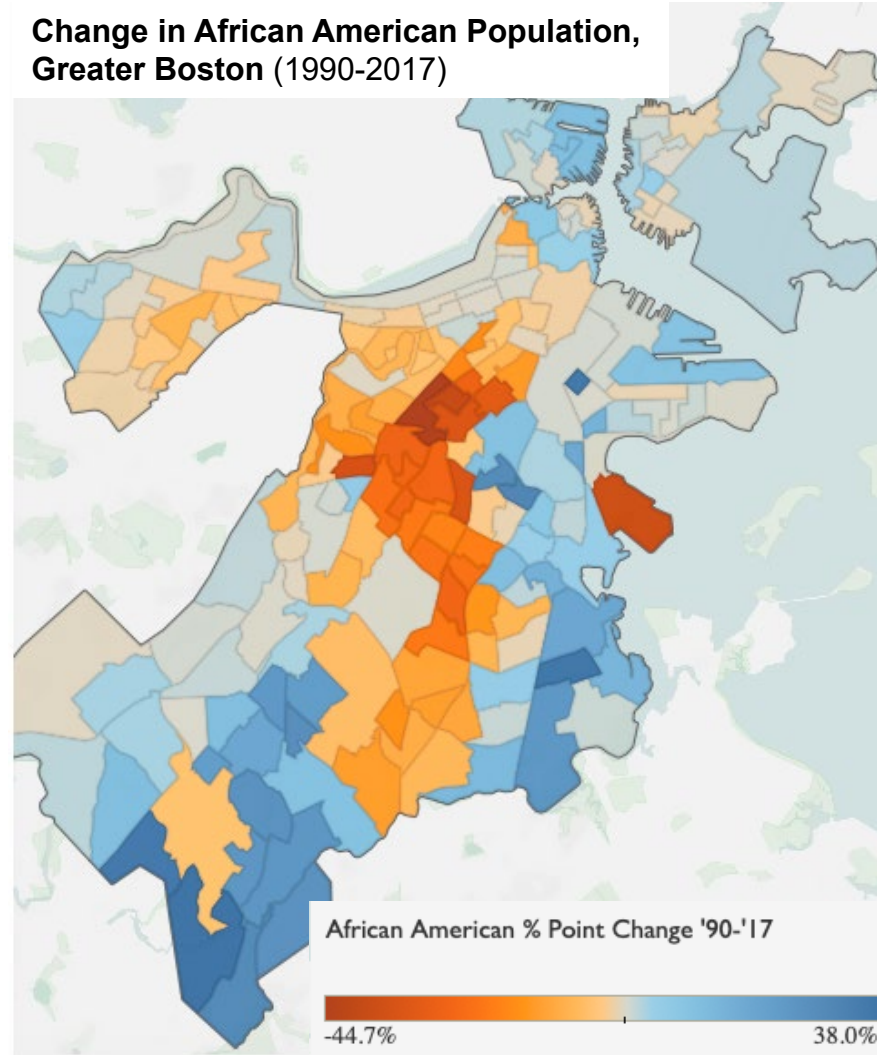 Change in African American Population,
Greater Boston (1990-2017)
African American % Point Change '90-'17
-44.7%
38.0%